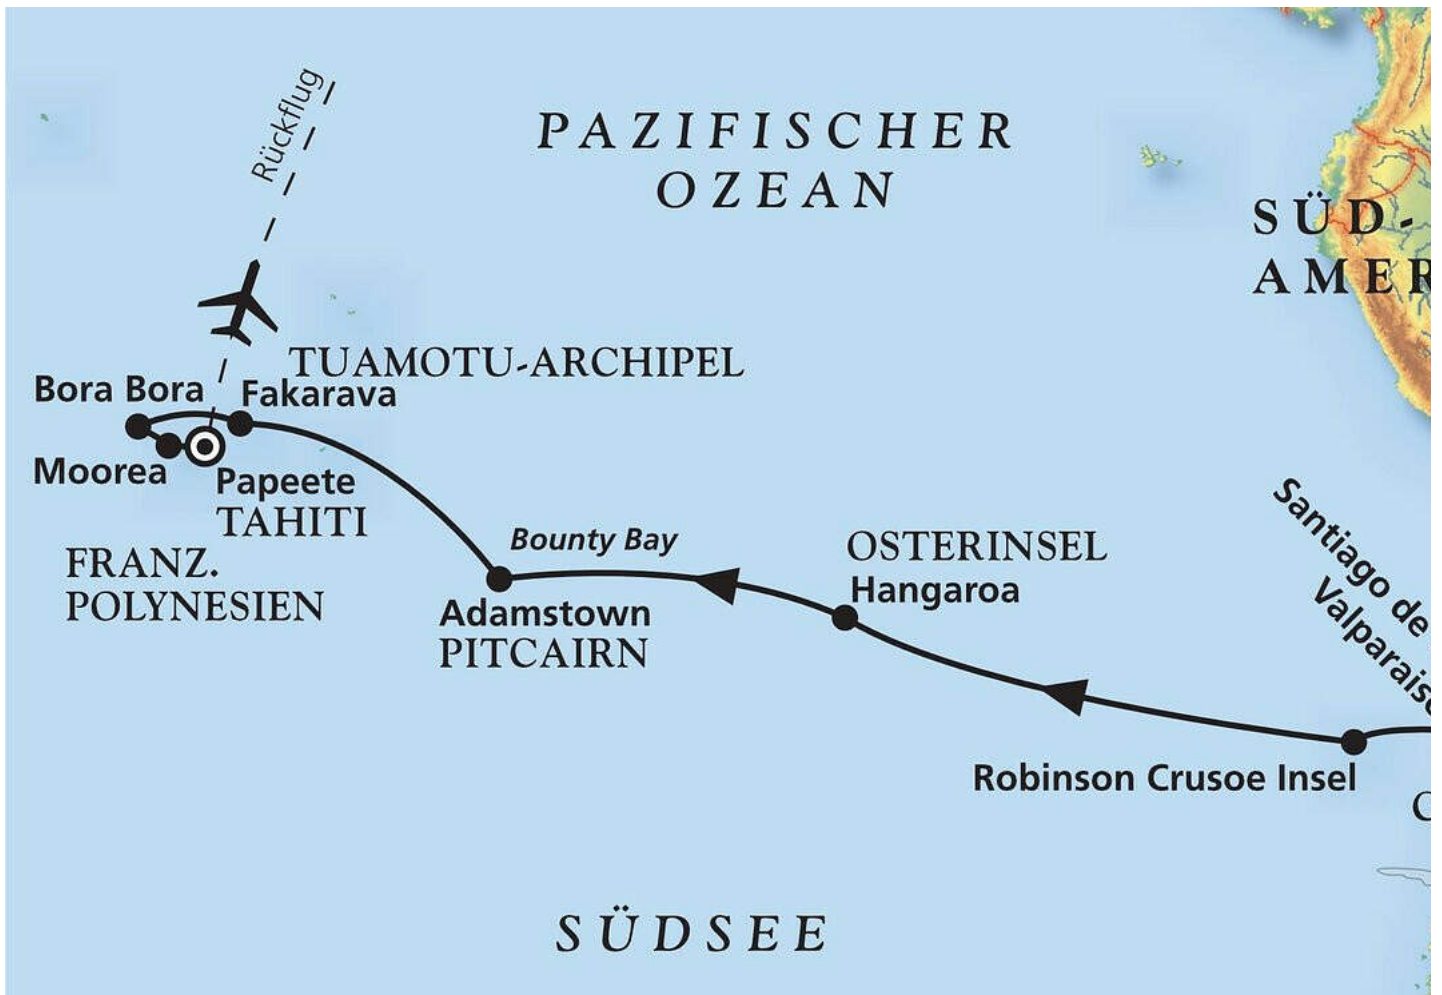 Rückflug
PAZIFISCHER
OZEAN
SÜD-
AMER
TUAMOTU-ARCHIPEL
Bora Bora
Fakarava
Moorea
Papeete
TAHITI
FRANZ.
POLYNESIEN
Bounty Bay
Adamstown
PITCAIRN
OSTERINSEL
Hangaroa
Santiago de
Valparaiso
Robinson Crusoe Insel
SÜDSEE